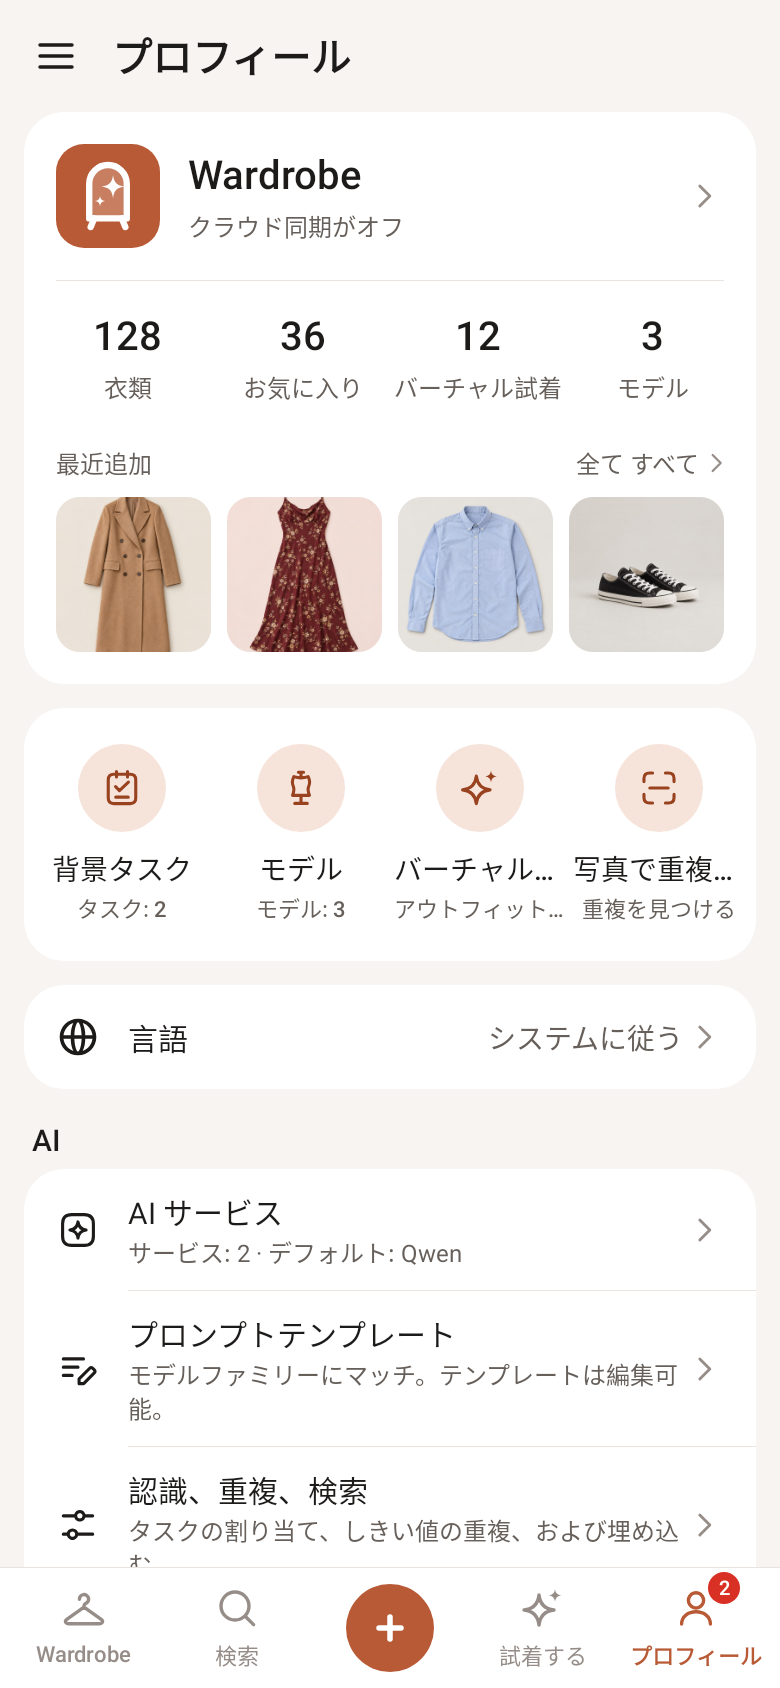 プロフィール
Wardrobe
クラウド同期がオフ
128
衣類
36
お気に入り
12
バーチャル試着
3
モデル
最近追加
全て すべて
背景タスク
タスク: 2
モデル
モデル: 3
バーチャル...
アウトフィット...
写真で重複...
重複を見つける
言語
システムに従う
AI
AI サービス
サービス: 2 · デフォルト: Qwen
プロンプトテンプレート
モデルファミリーにマッチ。テンプレートは編集可
能。
認識、重複、検索
タスクの割り当て、しきい値の重複、および埋め込
む
Wardrobe
検索
試着する
2
プロフィール